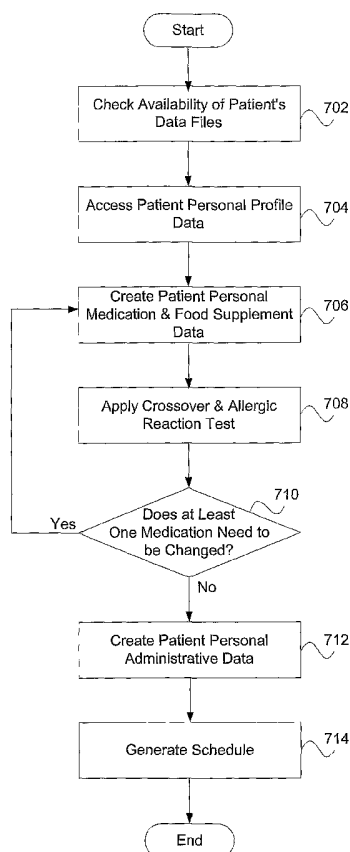 Start
Check Availability of Patient's
Data Files
702
Access Patient Personal Profile
Data
704
Create Patient Personal
Medication & Food Supplement
Data
706
Apply Crossover & Allergic
Reaction Test
708
710
Does at Least
One Medication Need to
be Changed?
Yes
No
Create Patient Personal
Administrative Data
712
Generate Schedule
714
End